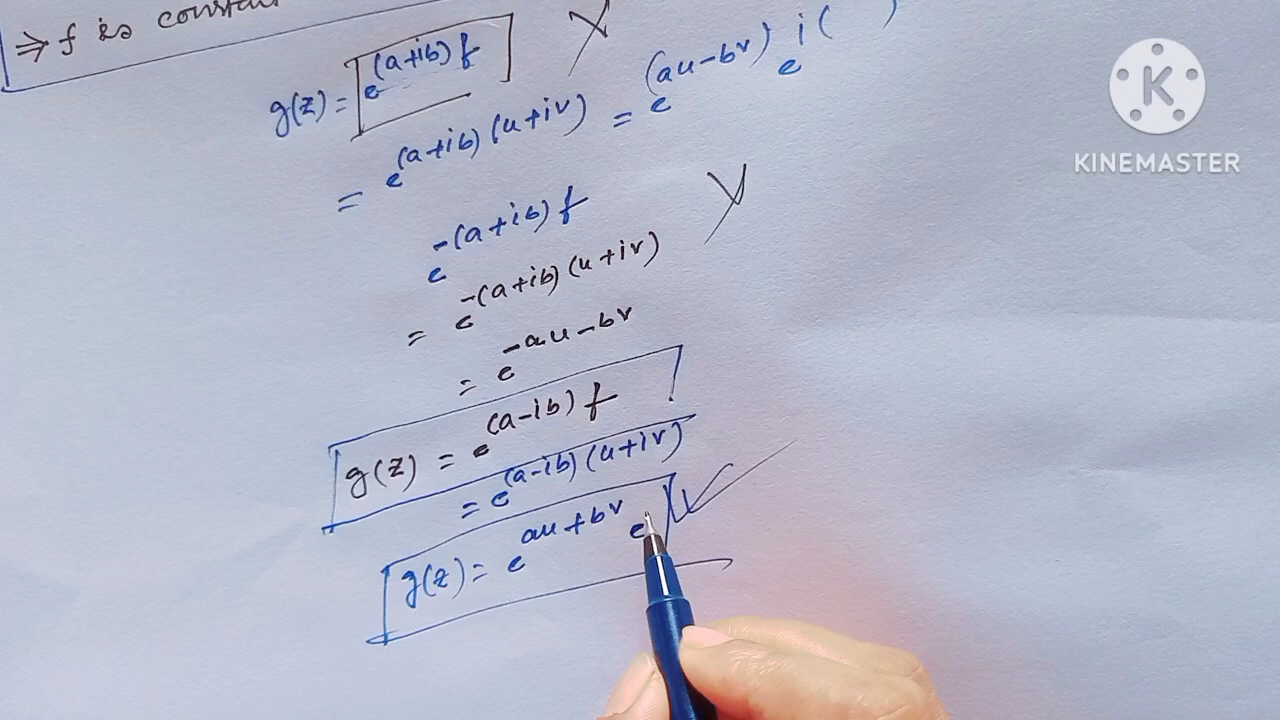 ⇒ f is constan
g(z) = e^(a+ib)f
= e^(a+ib)(u+iv) = e^(au-bv) e^i(    )
e^-(a+ib)f
= e^-(a+ib)(u+iv)
= e^-au-bv
g(z) = e^(a-ib)f
= e^(a-ib)(u+iv)
g(z) = e^au+bv e
K
KINEMASTER